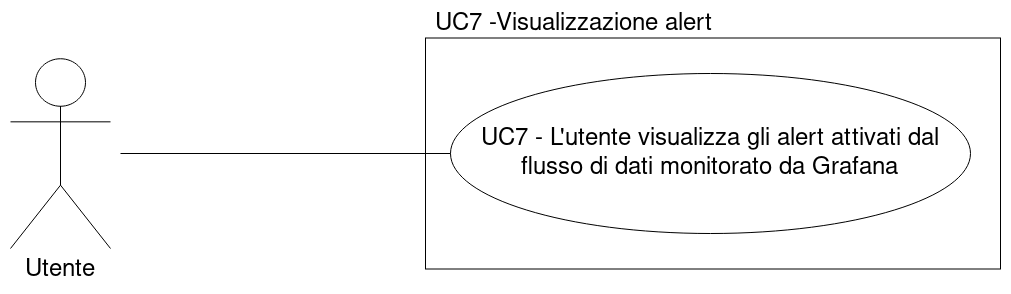 UC7 -Visualizzazione alert
UC7 - L'utente visualizza gli alert attivati dal
flusso di dati monitorato da Grafana
Utente